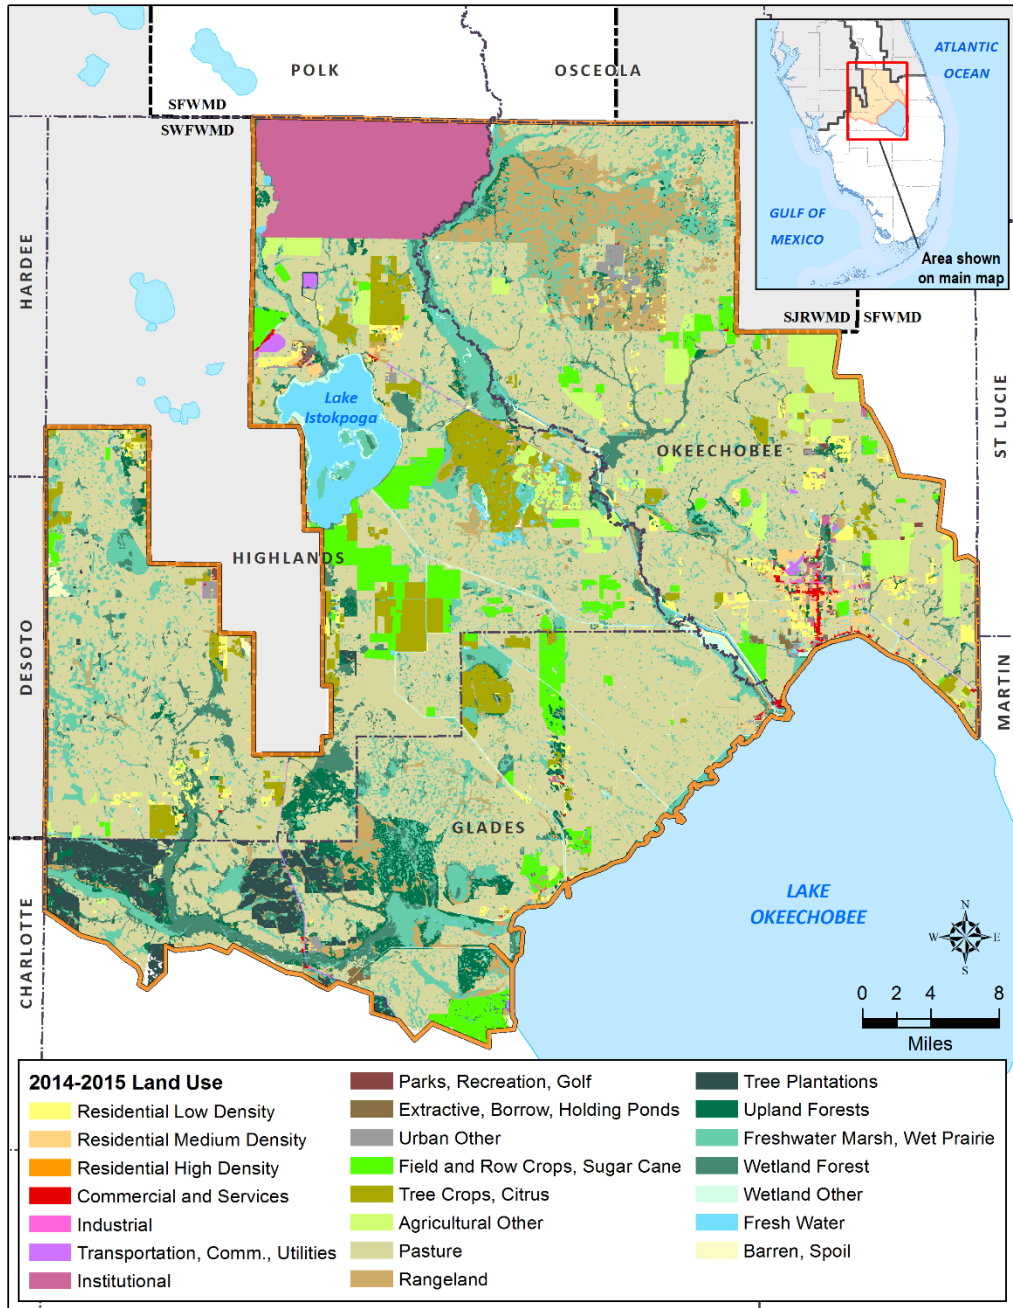 POLK
OSCEOLA
SFWMD
SWFWMD
HARDEE
ATLANTIC
OCEAN
GULF OF
MEXICO
Area shown
on main map
SJRWMD
SFWMD
ST LUCIE
Lake
Istokpoga
OKEECHOBEE
HIGHLANDS
DESOTO
MARTIN
GLADES
CHARLOTTE
LAKE
OKEECHOBEE
N
W
E
S
0 2 4 8
Miles
2014-2015 Land Use
Residential Low Density
Residential Medium Density
Residential High Density
Commercial and Services
Industrial
Transportation, Comm., Utilities
Institutional
Parks, Recreation, Golf
Extractive, Borrow, Holding Ponds
Urban Other
Field and Row Crops, Sugar Cane
Tree Crops, Citrus
Agricultural Other
Pasture
Rangeland
Tree Plantations
Upland Forests
Freshwater Marsh, Wet Prairie
Wetland Forest
Wetland Other
Fresh Water
Barren, Spoil